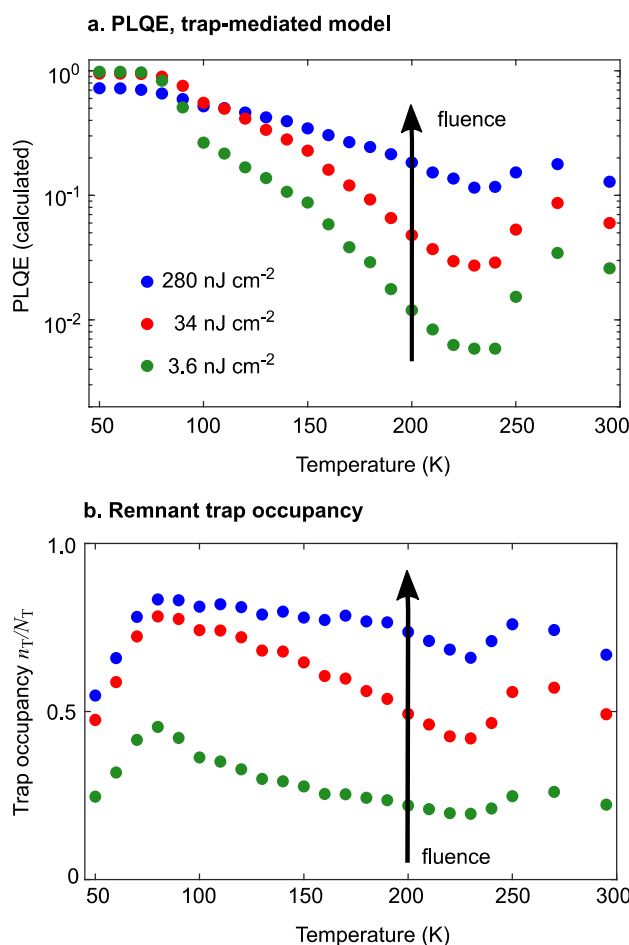 a. PLQE, trap-mediated model
PLQE (calculated)
10⁰
10⁻¹
10⁻²
fluence
280 nJ cm⁻²
34 nJ cm⁻²
3.6 nJ cm⁻²
50 100 150 200 250 300
Temperature (K)
b. Remnant trap occupancy
Trap occupancy n_T/N_T
1.0
0.5
0
fluence
50 100 150 200 250 300
Temperature (K)